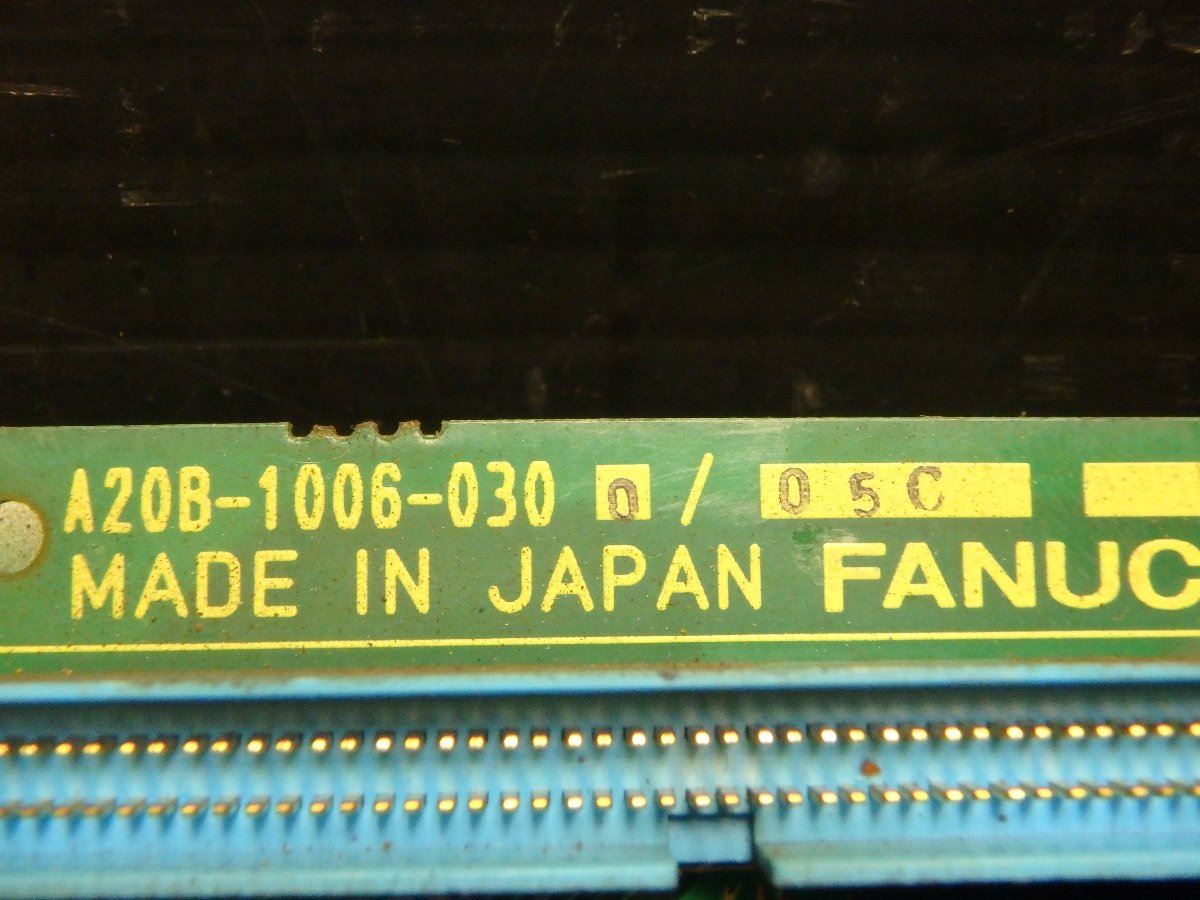 A20B-1006-030 0 / 05C
MADE IN JAPAN FANUC